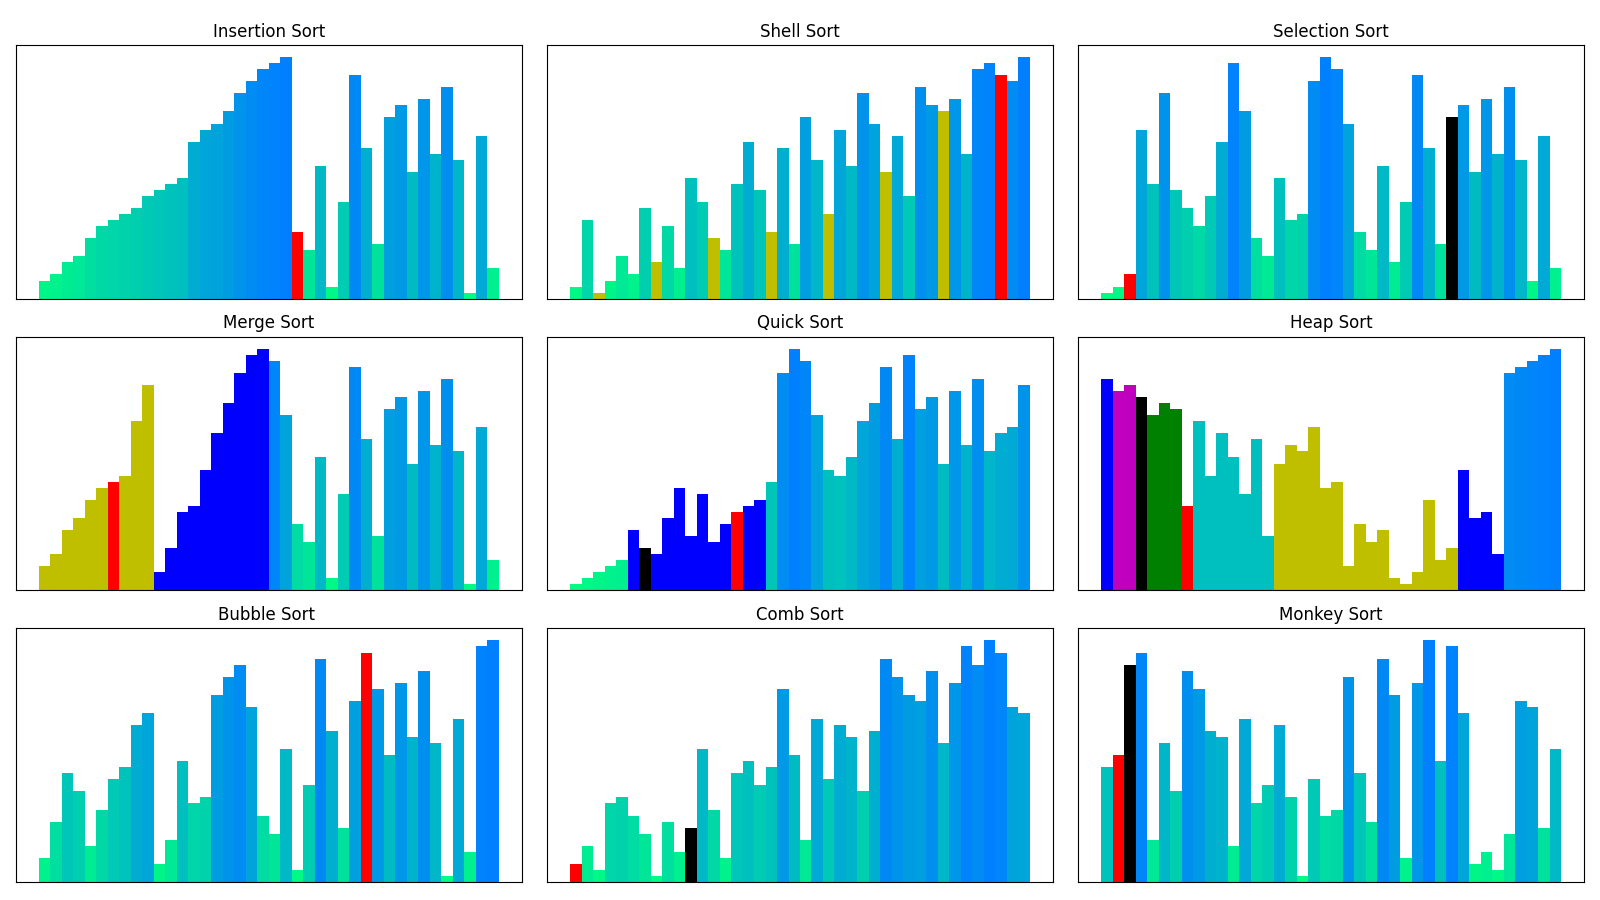 Insertion Sort
Shell Sort
Selection Sort
Merge Sort
Quick Sort
Heap Sort
Bubble Sort
Comb Sort
Monkey Sort